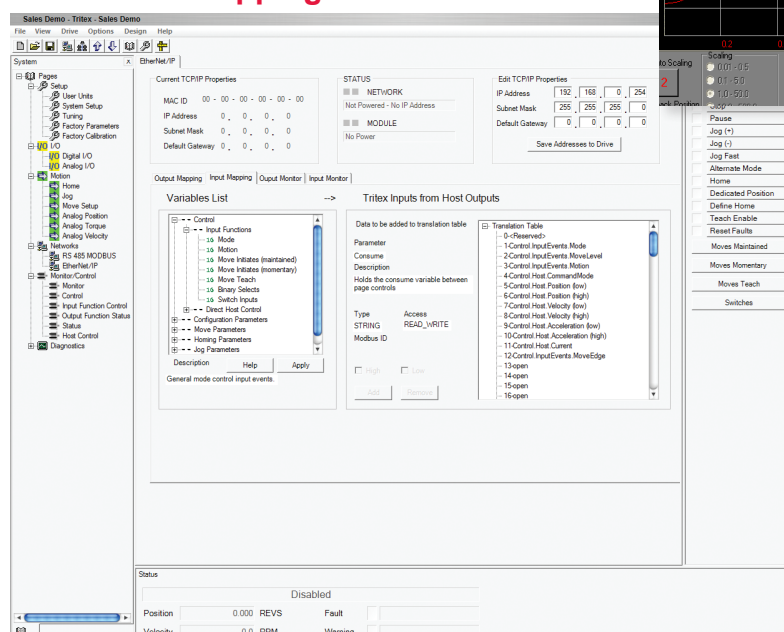 Sales Demo - Tritex - Sales Demo
File View Drive Options Design Help
System
Pages
Setup
User Units
System Setup
Tuning
Factory Parameters
Factory Calibration
I/O
Digital I/O
Analog I/O
Motion
Home
Jog
Move Setup
Analog Position
Analog Torque
Analog Velocity
Networks
RS 485 MODBUS
EtherNet/IP
Monitor/Control
Monitor
Control
Input Function Control
Output Function Status
Status
Host Control
Diagnostics
EtherNet/IP
Current TCP/IP Properties
MAC ID 00 - 00 - 00 - 00 - 00 - 00
IP Address 0 . 0 . 0 . 0
Subnet Mask 0 . 0 . 0 . 0
Default Gateway 0 . 0 . 0 . 0
STATUS
NETWORK
Not Powered - No IP Address
MODULE
No Power
Edit TCP/IP Properties
IP Address 192 . 168 . 0 . 254
Subnet Mask 255 . 255 . 255 . 0
Default Gateway 0 . 0 . 0 . 0
Save Addresses to Drive
Output Mapping Input Mapping Ouput Monitor Input Monitor
Variables List --> Tritex Inputs from Host Outputs
Control
Input Functions
16 Mode
16 Motion
16 Move Initiates (maintained)
16 Move Initiates (momentary)
16 Move Teach
16 Binary Selects
16 Switch Inputs
Direct Host Control
Configuration Parameters
Move Parameters
Homing Parameters
Jog Parameters
Description Help Apply
General mode control input events.
Data to be added to translation table
Parameter
Consume
Description
Holds the consume variable between
page controls
Type Access
STRING READ_WRITE
Modbus ID
High Low
Add Remove
Translation Table
0-<Reserved>
1-Control.InputEvents.Mode
2-Control.InputEvents.MoveLevel
3-Control.InputEvents.Motion
4-Control.Host.CommandMode
5-Control.Host.Position (low)
6-Control.Host.Position (high)
7-Control.Host.Velocity (low)
8-Control.Host.Velocity (high)
9-Control.Host.Acceleration (low)
10-Control.Host.Acceleration (high)
11-Control.Host.Current
12-Control.InputEvents.MoveEdge
13-open
14-open
15-open
16-open
0.2
to Scaling
2
Scaling
0.01 - 0.5
0.1 - 5.0
1.0 - 50.0
Pause
Jog (+)
Jog (-)
Jog Fast
Alternate Mode
Home
Dedicated Position
Define Home
Teach Enable
Reset Faults
Moves Maintained
Moves Momentary
Moves Teach
Switches
Status
Disabled
Position 0.000 REVS Fault
Velocity 0.0 RPM Warning